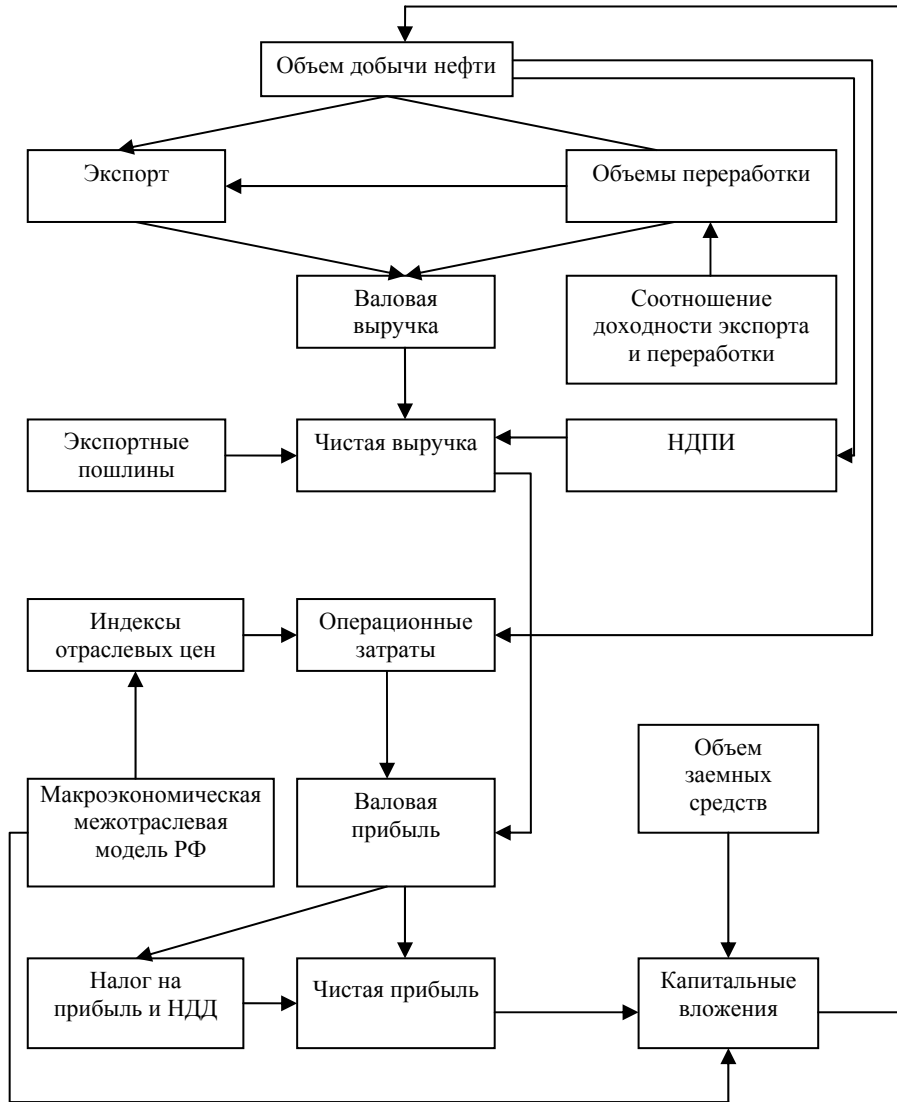 Объем добычи нефти
Экспорт
Объемы переработки
Валовая
выручка
Соотношение
доходности экспорта
и переработки
Экспортные
пошлины
Чистая выручка
НДПИ
Индексы
отраслевых цен
Операционные
затраты
Объем
заемных
средств
Макроэкономическая
межотраслевая
модель РФ
Валовая
прибыль
Налог на
прибыль и НДД
Чистая прибыль
Капитальные
вложения